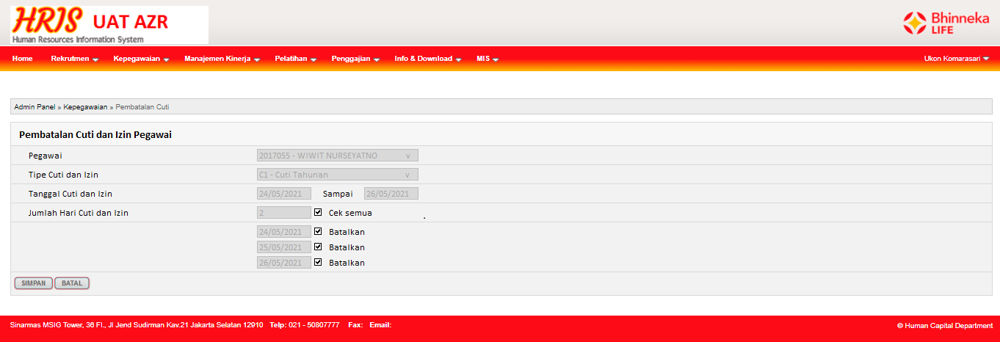 HRIS UAT AZR
Human Resources Information System
Bhinneka
LIFE
Home Rekrutmen Kepegawaian Manajemen Kinerja Pelatihan Penggajian Info & Download MIS Ukon Komarasari
Admin Panel » Kepegawaian » Pembatalan Cuti
Pembatalan Cuti dan Izin Pegawai
Pegawai 2017055 - WIWIT NURSEYATNO v
Tipe Cuti dan Izin C1 - Cuti Tahunan v
Tanggal Cuti dan Izin 24/05/2021 Sampai 26/05/2021
Jumlah Hari Cuti dan Izin 2 Cek semua .
24/05/2021 Batalkan
25/05/2021 Batalkan
26/05/2021 Batalkan
SIMPAN BATAL
Sinarmas MSIG Tower, 36 Fl., Jl Jend Sudirman Kav.21 Jakarta Selatan 12910 Telp: 021 - 50807777 Fax: Email: © Human Capital Department